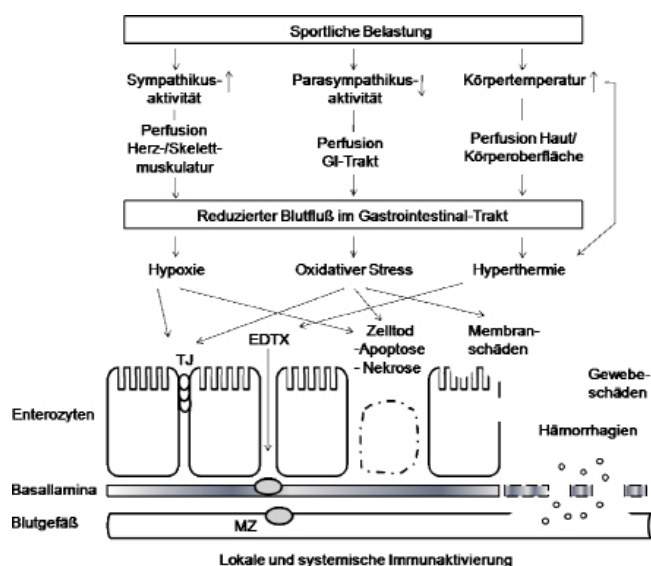 Sportliche Belastung
Sympathikus-
aktivität
Parasympathikus-
aktivität
Körpertemperatur
Perfusion
Herz-/Skelett-
muskulatur
Perfusion
GI-Trakt
Perfusion Haut/
Körperoberfläche
Reduzierter Blutfluß im Gastrointestinal-Trakt
Hypoxie
Oxidativer Stress
Hyperthermie
TJ
EDTX
Zelltod
-Apoptose
- Nekrose
Membran-
schäden
Gewebe-
schäden
Enterozyten
Hämorrhagien
Basallamina
Blutgefäß
MZ
Lokale und systemische Immunaktivierung